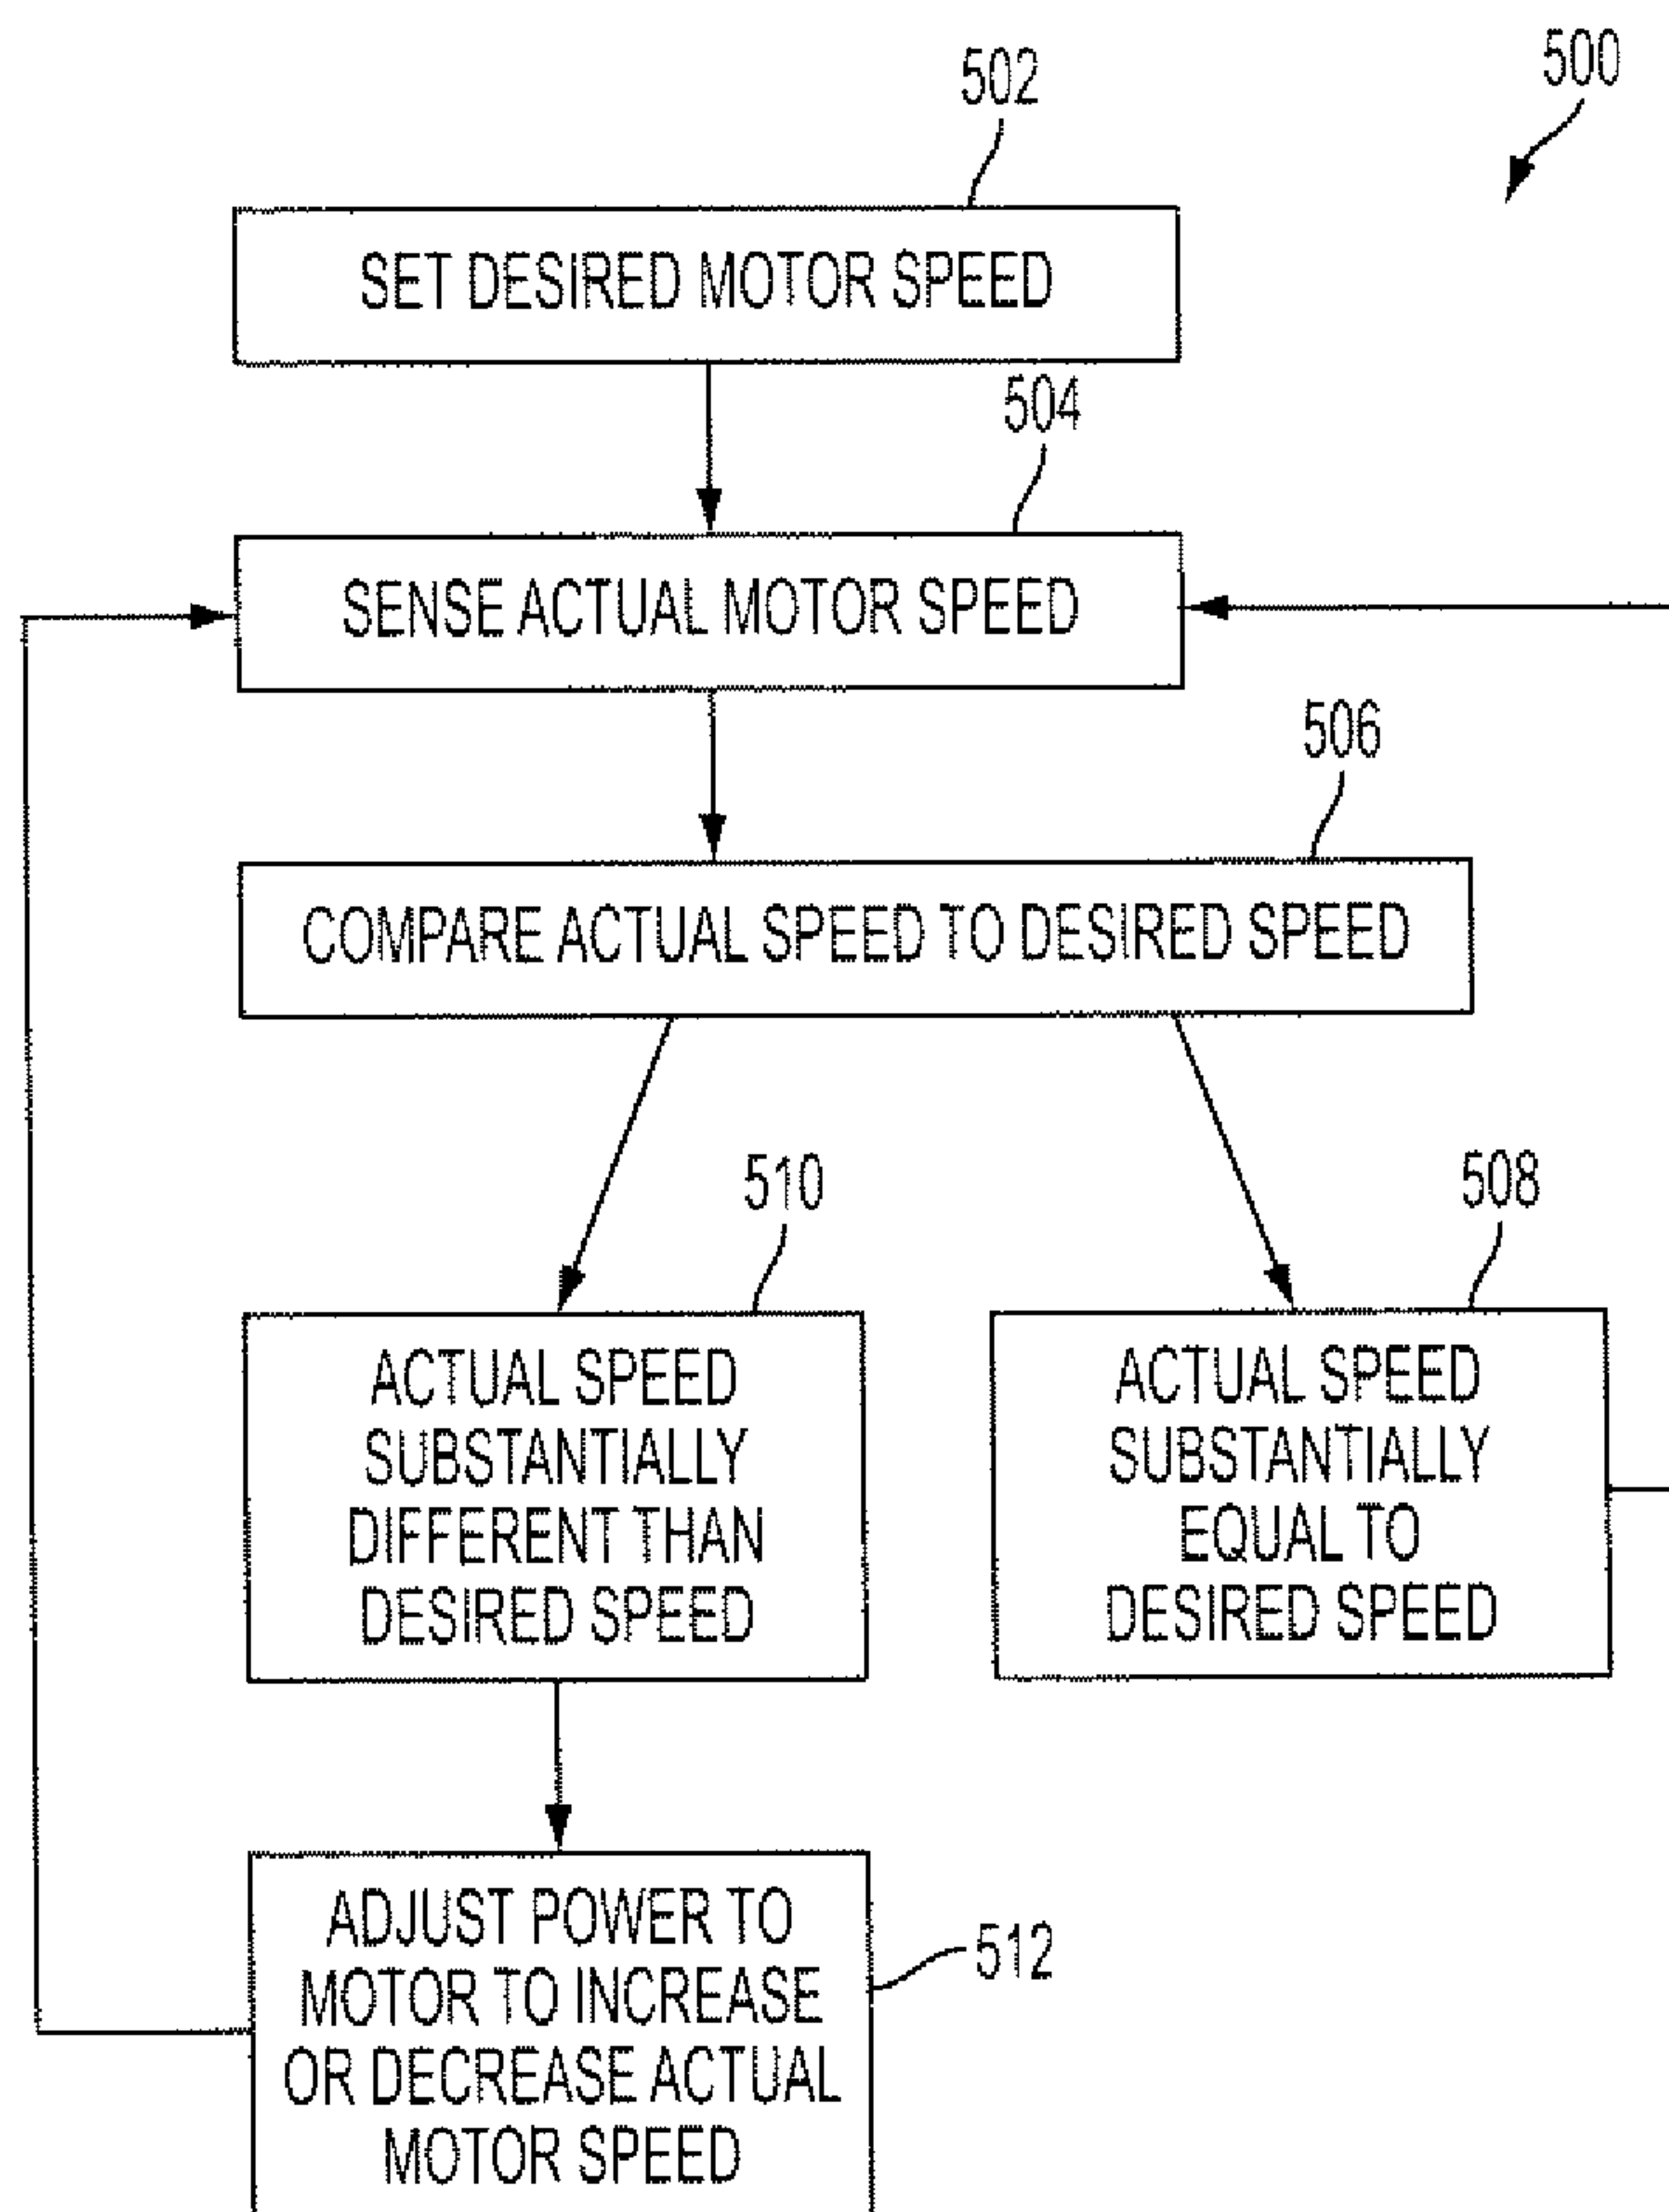 500
502
SET DESIRED MOTOR SPEED
504
SENSE ACTUAL MOTOR SPEED
506
COMPARE ACTUAL SPEED TO DESIRED SPEED
510
ACTUAL SPEED
SUBSTANTIALLY
DIFFERENT THAN
DESIRED SPEED
508
ACTUAL SPEED
SUBSTANTIALLY
EQUAL TO
DESIRED SPEED
512
ADJUST POWER TO
MOTOR TO INCREASE
OR DECREASE ACTUAL
MOTOR SPEED